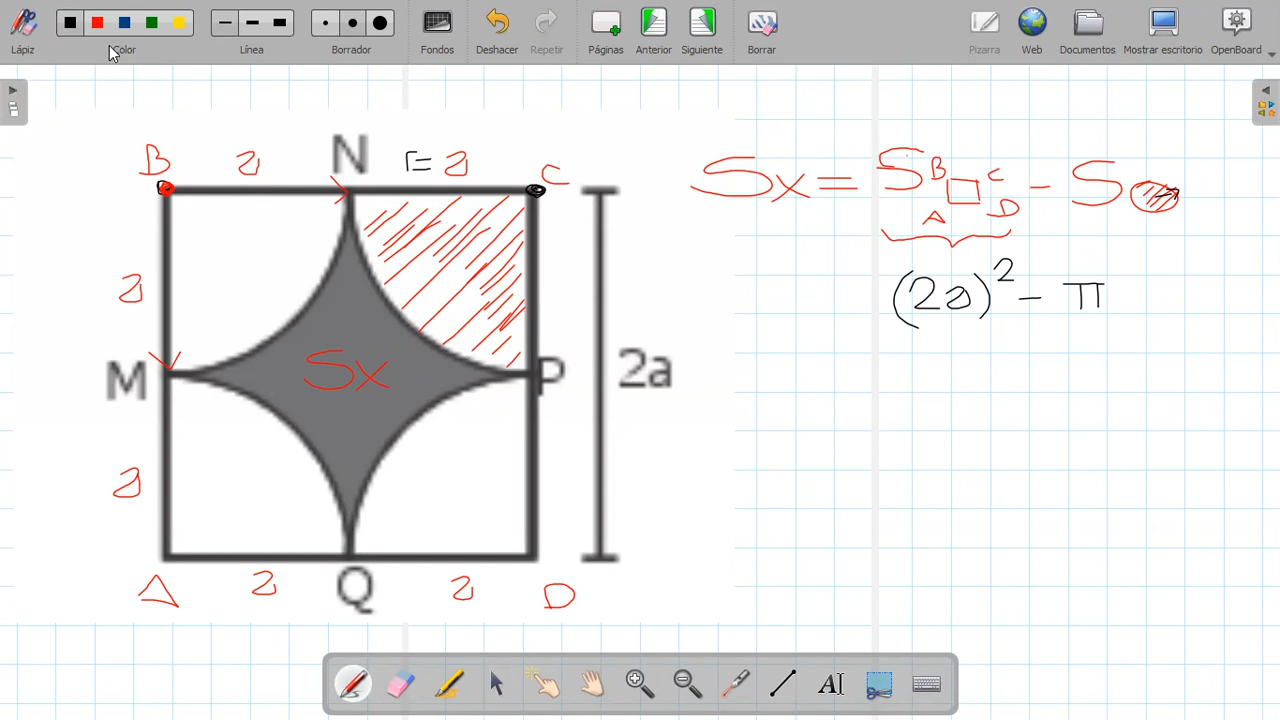 Lápiz Color Línea Borrador Fondos Deshacer Repetir Páginas Anterior Siguiente Borrar Pizarra Web Documentos Mostrar escritorio OpenBoard
B a N = a C
Sx = S B C A D - S
(2a)² - π
a
M Sx P 2a
a
A a Q a D
AI